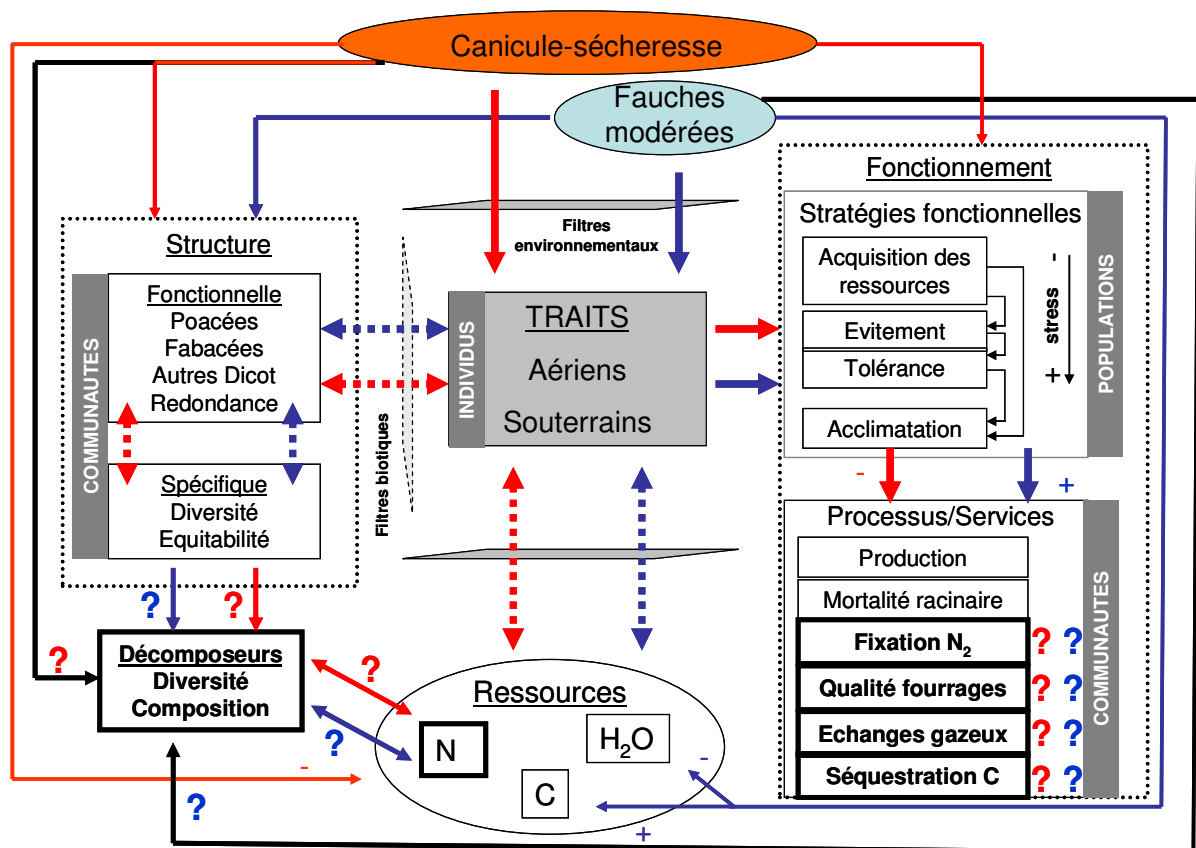 Canicule-sécheresse
Fauches
modérées
Structure
COMMUNAUTES
Fonctionnelle
Poacées
Fabacées
Autres Dicot
Redondance
Spécifique
Diversité
Equitabilité
?
?
?
Décomposeurs
Diversité
Composition
?
?
?
-
Filtres
environnementaux
Filtres biotiques
INDIVIDUS
TRAITS
Aériens
Souterrains
Ressources
N
H₂O
C
-
+
Fonctionnement
Stratégies fonctionnelles
Acquisition des
ressources
Evitement
Tolérance
Acclimatation
- stress +
POPULATIONS
-
+
Processus/Services
Production
Mortalité racinaire
Fixation N₂ ? ?
Qualité fourrages ? ?
Echanges gazeux ? ?
Séquestration C ? ?
COMMUNAUTES